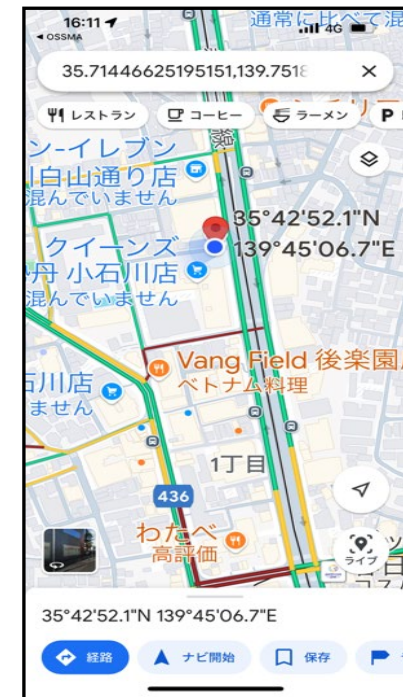 16:11
◀ OSSMA
通常に比べて混
4G
35.71446625195151,139.7518
レストラン
コーヒー
ラーメン
P
線
ン-イレブン
川白山通り店
混んでいません
35°42'52.1"N
139°45'06.7"E
クイーンズ
丹 小石川店
混んでいません
Vang Field 後楽園
ベトナム料理
石川店
ません
1丁目
436
わたべ
高評価
ライブ
35°42'52.1"N 139°45'06.7"E
経路
ナビ開始
保存